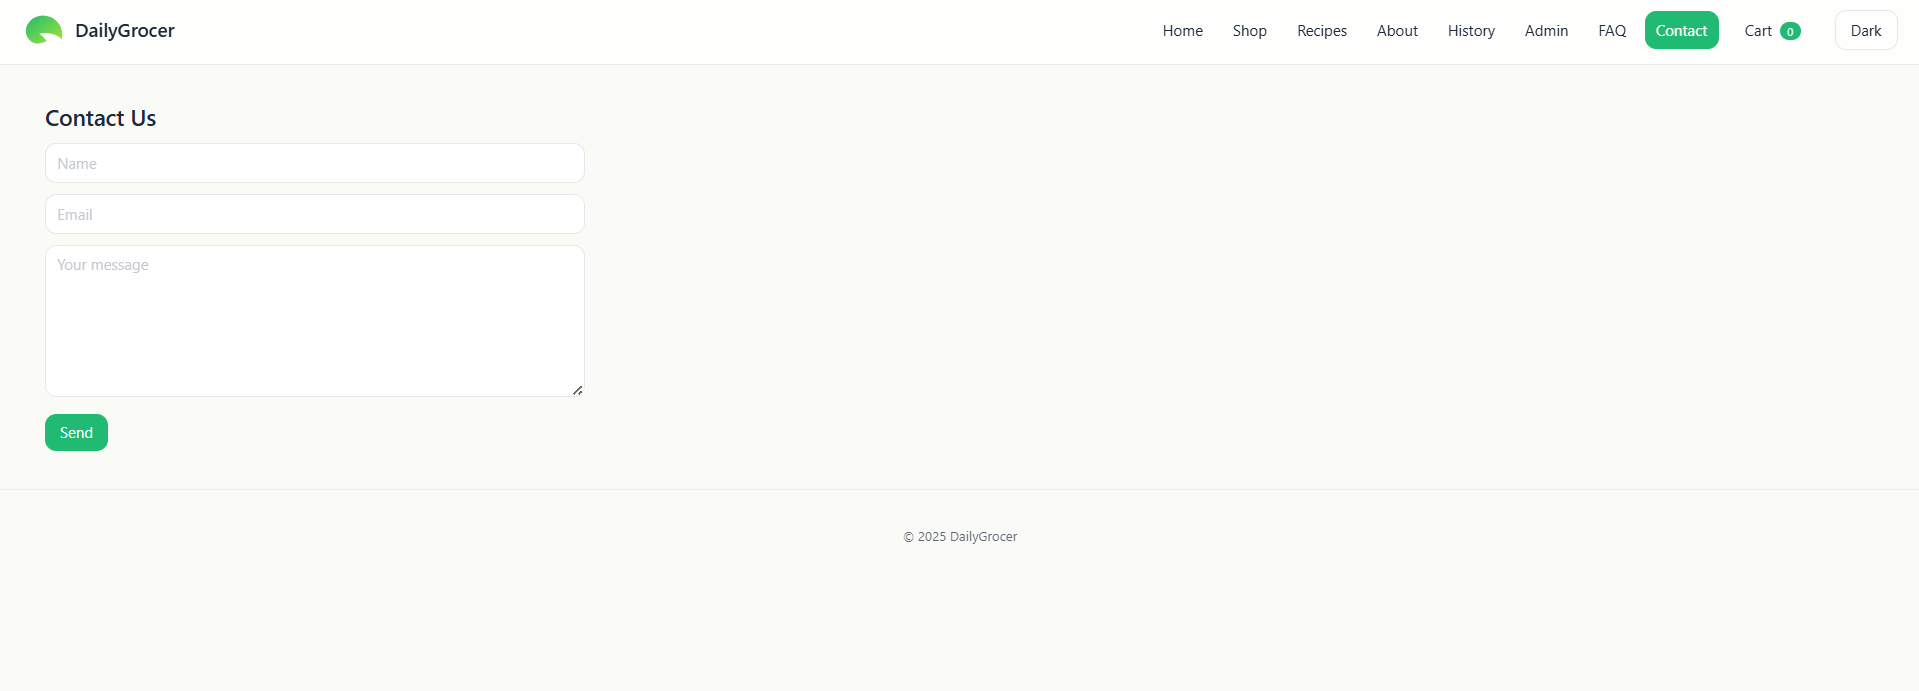 DailyGrocer Home Shop Recipes About History Admin FAQ Contact Cart 0 Dark
Contact Us
Name
Email
Your message
Send
© 2025 DailyGrocer